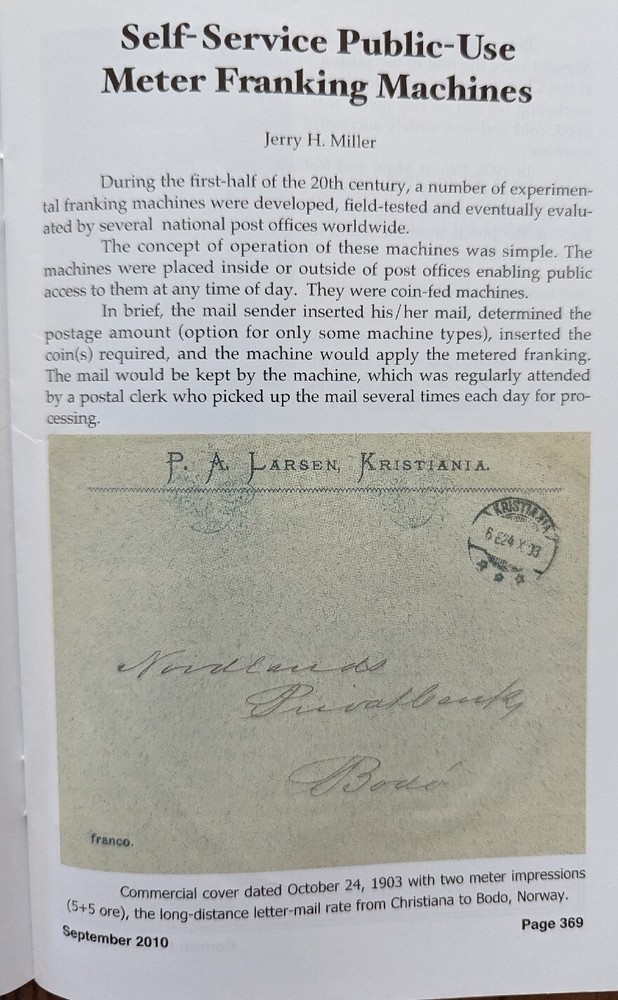 Self-Service Public-Use
Meter Franking Machines
Jerry H. Miller
During the first-half of the 20th century, a number of experimen-
tal franking machines were developed, field-tested and eventually evalu-
ated by several national post offices worldwide.
The concept of operation of these machines was simple. The
machines were placed inside or outside of post offices enabling public
access to them at any time of day. They were coin-fed machines.
In brief, the mail sender inserted his/her mail, determined the
postage amount (option for only some machine types), inserted the
coin(s) required, and the machine would apply the metered franking.
The mail would be kept by the machine, which was regularly attended
by a postal clerk who picked up the mail several times each day for pro-
cessing.
P. A. LARSEN, KRISTIANIA.
KRISTIANIA
6 E24 X 03
Nordlands
Privatbank,
Bodö
franco.
Commercial cover dated October 24, 1903 with two meter impressions
(5+5 ore), the long-distance letter-mail rate from Christiana to Bodo, Norway.
September 2010
Page 369